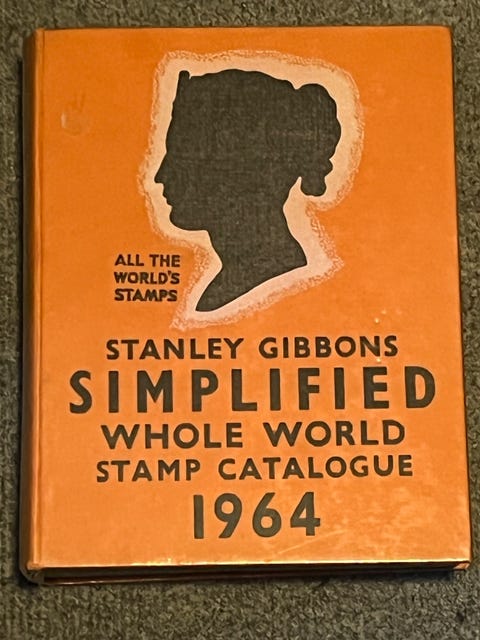 ALL THE
WORLD'S
STAMPS
STANLEY GIBBONS
SIMPLIFIED
WHOLE WORLD
STAMP CATALOGUE
1964